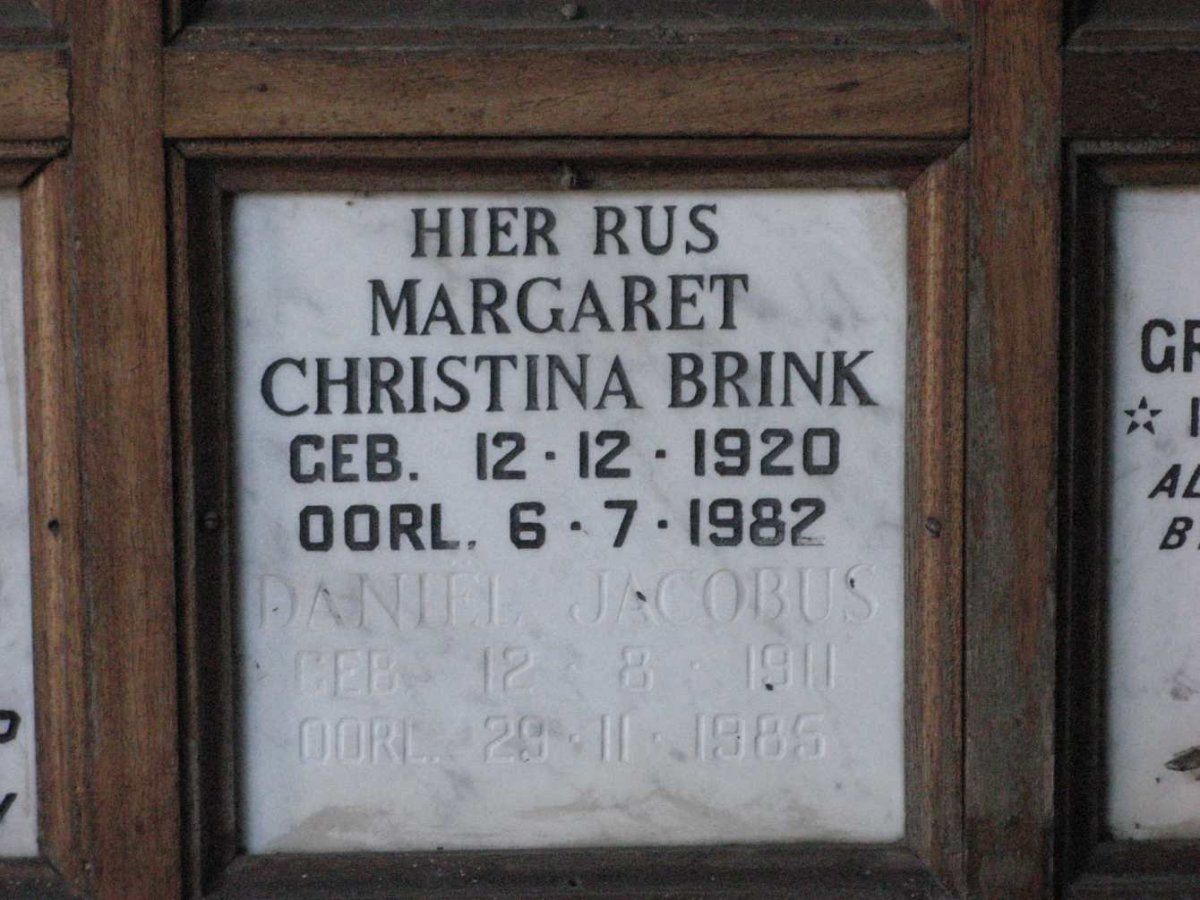 HIER RUS
MARGARET
CHRISTINA BRINK
GEB. 12 · 12 · 1920
OORL. 6 · 7 · 1982
DANIËL JACOBUS
GEB. 12 · 8 · 1911
OORL. 29 · 11 · 1985